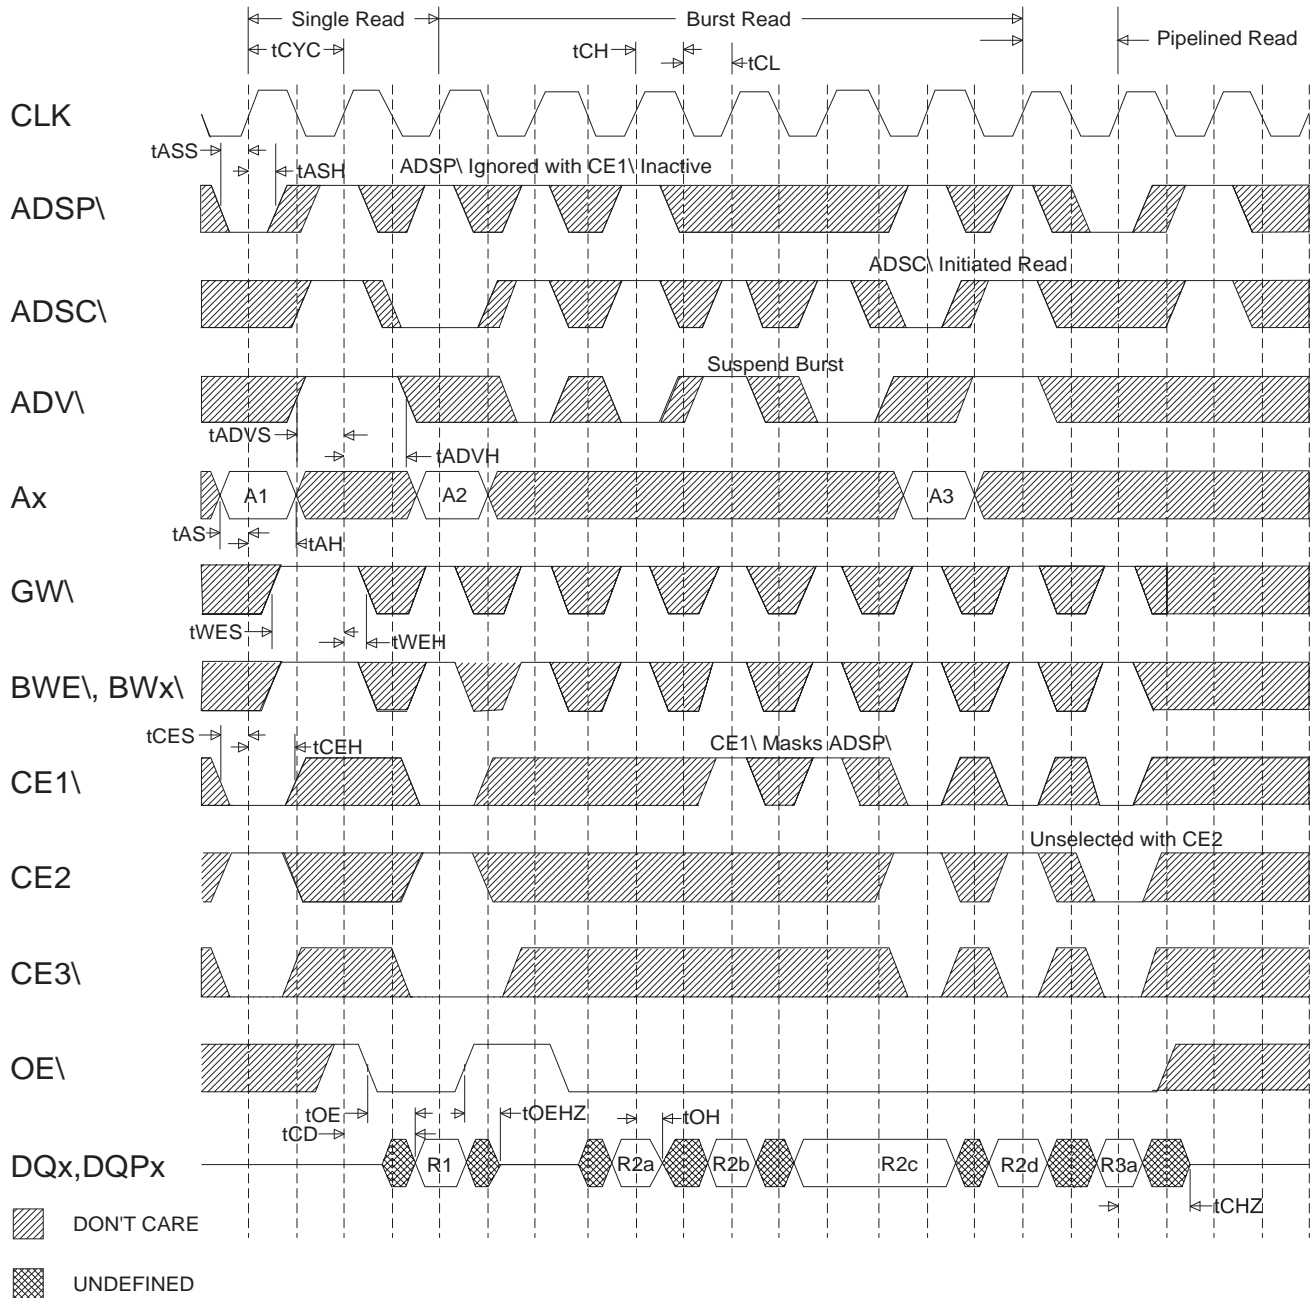 Single Read
Burst Read
Pipelined Read
tCYC
tCH
tCL
CLK
tASS
tASH
ADSP\ Ignored with CE1\ Inactive
ADSP\
ADSC\ Initiated Read
ADSC\
Suspend Burst
ADV\
tADVS
tADVH
Ax
A1
A2
A3
tAS
tAH
GW\
tWES
tWEH
BWE\, BWx\
tCES
tCEH
CE1\ Masks ADSP\
CE1\
Unselected with CE2
CE2
CE3\
OE\
tOE
tOEHZ
tOH
tCD
DQx,DQPx
R1
R2a
R2b
R2c
R2d
R3a
tCHZ
DON'T CARE
UNDEFINED